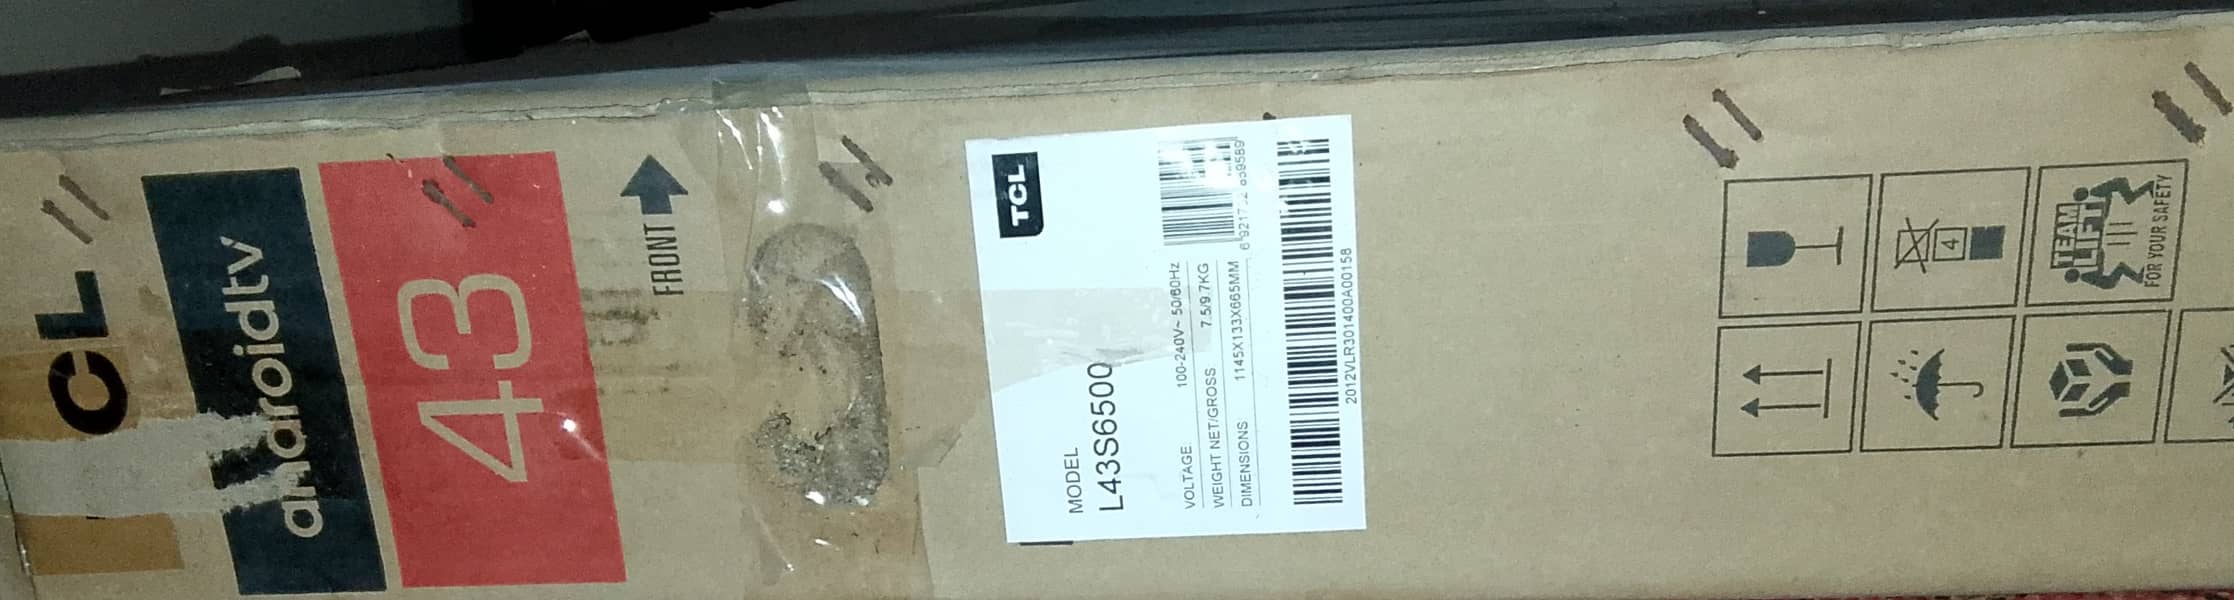 CL
androidtv
43
FRONT
TCL
MODEL
L43S6500
VOLTAGE 100-240V~ 50/60Hz
WEIGHT NET/GROSS 7.5/9.7KG
DIMENSIONS 1145X133X665MM
2012VLR301400A00158
4
TEAM
LIFT
FOR YOUR SAFETY